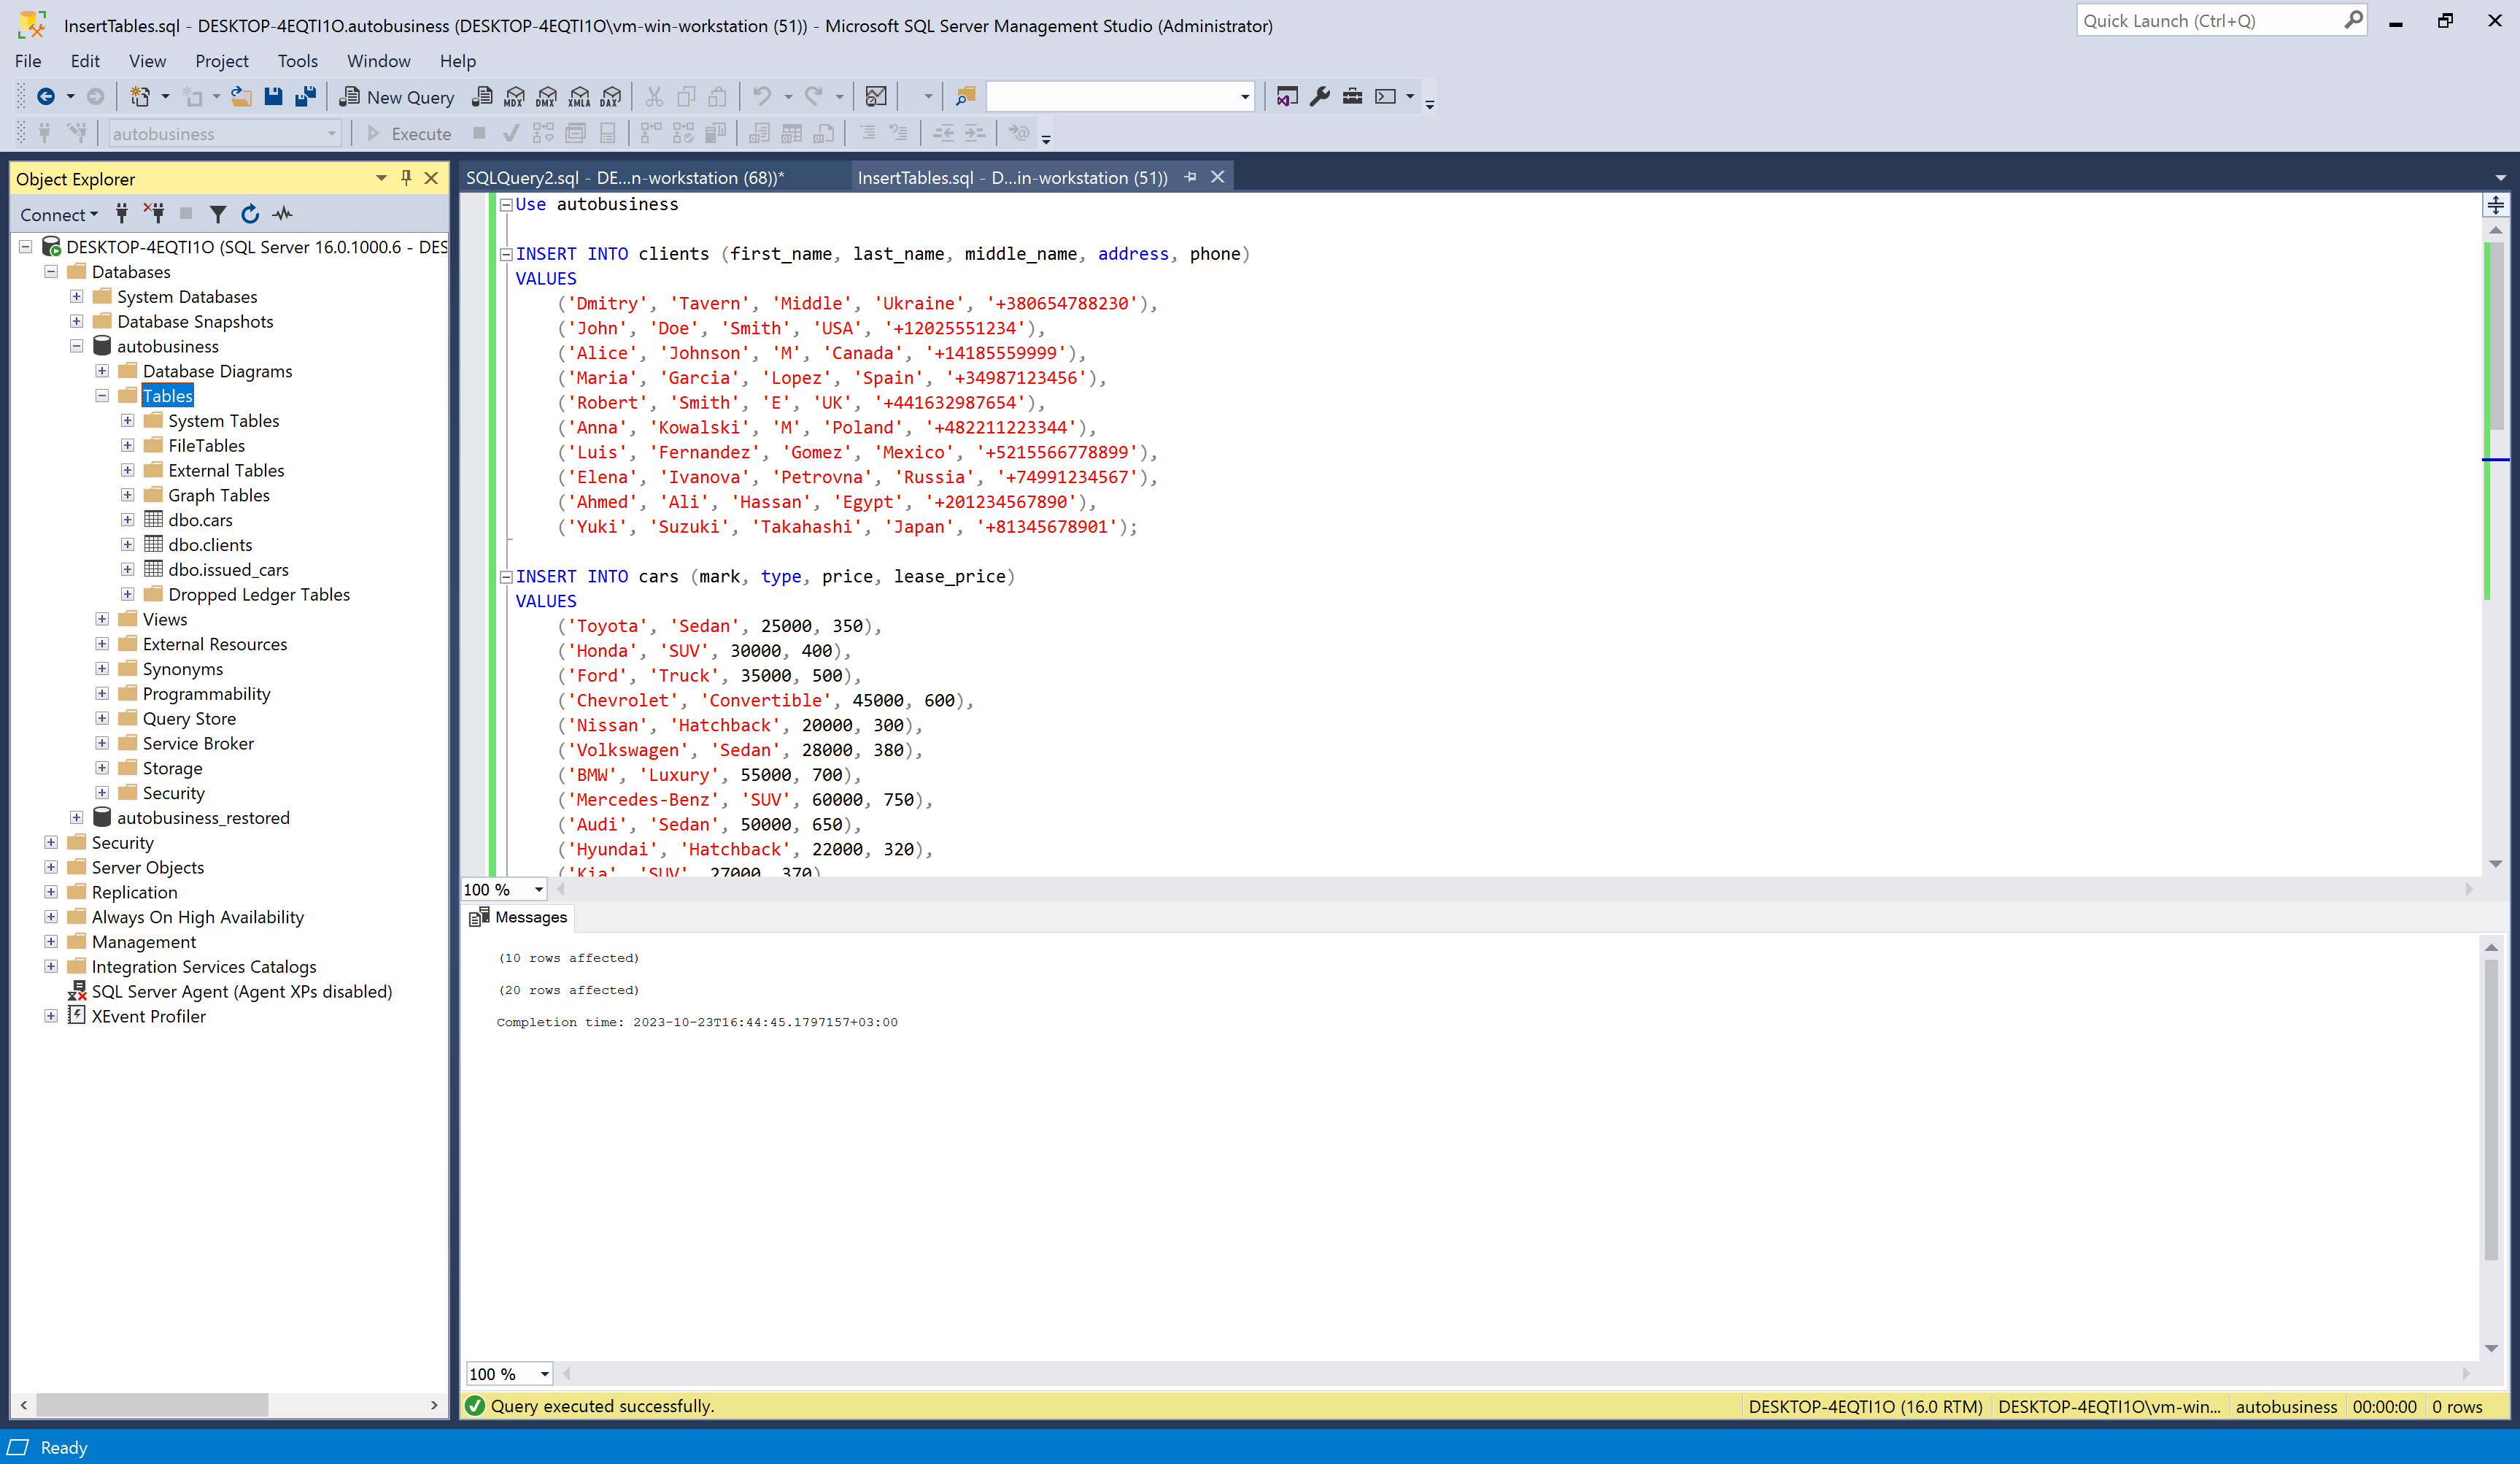 InsertTables.sql - DESKTOP-4EQTI1O.autobusiness (DESKTOP-4EQTI1O\vm-win-workstation (51)) - Microsoft SQL Server Management Studio (Administrator)
Quick Launch (Ctrl+Q)
File Edit View Project Tools Window Help
New Query MDX DMX XMLA DAX
autobusiness Execute
Object Explorer
Connect
DESKTOP-4EQTI1O (SQL Server 16.0.1000.6 - DES
Databases
System Databases
Database Snapshots
autobusiness
Database Diagrams
Tables
System Tables
FileTables
External Tables
Graph Tables
dbo.cars
dbo.clients
dbo.issued_cars
Dropped Ledger Tables
Views
External Resources
Synonyms
Programmability
Query Store
Service Broker
Storage
Security
autobusiness_restored
Security
Server Objects
Replication
Always On High Availability
Management
Integration Services Catalogs
SQL Server Agent (Agent XPs disabled)
XEvent Profiler
SQLQuery2.sql - DE...n-workstation (68))*
InsertTables.sql - D...in-workstation (51))
Use autobusiness
INSERT INTO clients (first_name, last_name, middle_name, address, phone)
VALUES
('Dmitry', 'Tavern', 'Middle', 'Ukraine', '+380654788230'),
('John', 'Doe', 'Smith', 'USA', '+12025551234'),
('Alice', 'Johnson', 'M', 'Canada', '+14185559999'),
('Maria', 'Garcia', 'Lopez', 'Spain', '+34987123456'),
('Robert', 'Smith', 'E', 'UK', '+441632987654'),
('Anna', 'Kowalski', 'M', 'Poland', '+482211223344'),
('Luis', 'Fernandez', 'Gomez', 'Mexico', '+5215566778899'),
('Elena', 'Ivanova', 'Petrovna', 'Russia', '+74991234567'),
('Ahmed', 'Ali', 'Hassan', 'Egypt', '+201234567890'),
('Yuki', 'Suzuki', 'Takahashi', 'Japan', '+81345678901');
INSERT INTO cars (mark, type, price, lease_price)
VALUES
('Toyota', 'Sedan', 25000, 350),
('Honda', 'SUV', 30000, 400),
('Ford', 'Truck', 35000, 500),
('Chevrolet', 'Convertible', 45000, 600),
('Nissan', 'Hatchback', 20000, 300),
('Volkswagen', 'Sedan', 28000, 380),
('BMW', 'Luxury', 55000, 700),
('Mercedes-Benz', 'SUV', 60000, 750),
('Audi', 'Sedan', 50000, 650),
('Hyundai', 'Hatchback', 22000, 320),
('Kia', 'SUV', 27000, 370)
100 %
Messages
(10 rows affected)
(20 rows affected)
Completion time: 2023-10-23T16:44:45.1797157+03:00
100 %
Query executed successfully.
DESKTOP-4EQTI1O (16.0 RTM) DESKTOP-4EQTI1O\vm-win... autobusiness 00:00:00 0 rows
Ready